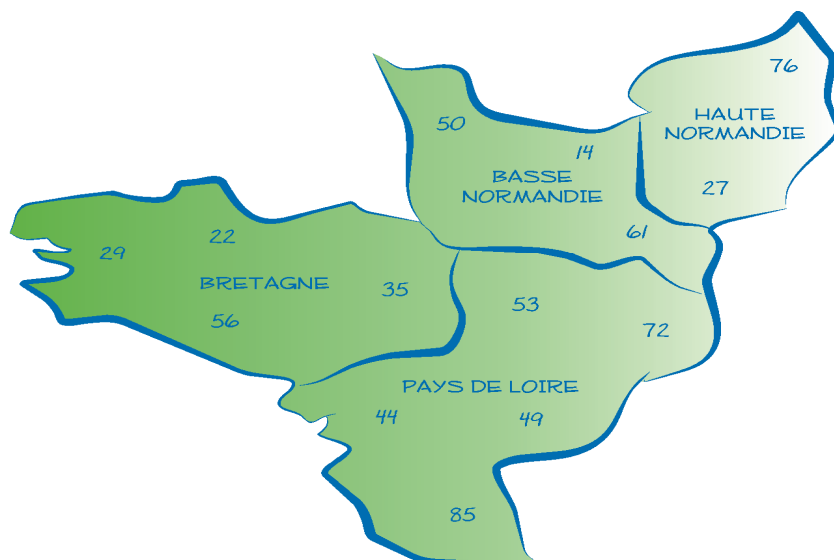 76
HAUTE
NORMANDIE
50
14
BASSE
NORMANDIE
27
61
22
29
BRETAGNE
35
56
53
72
PAYS DE LOIRE
44
49
85